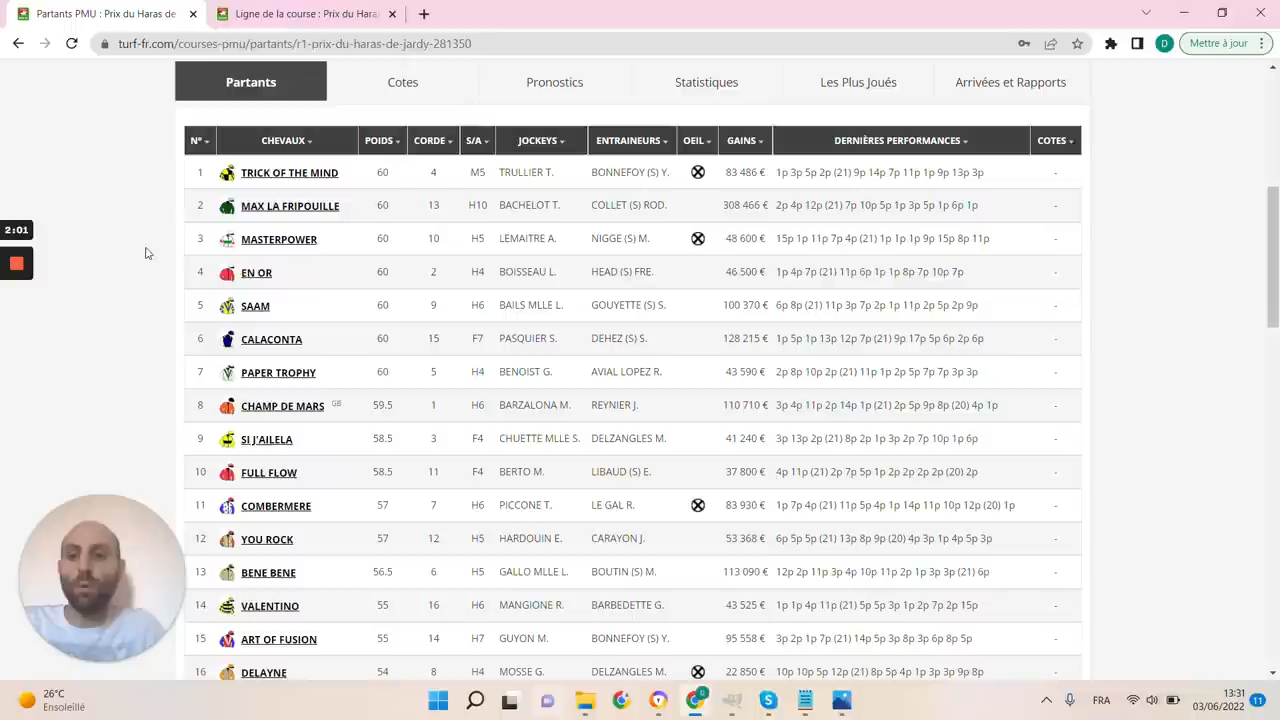 Partants PMU : Prix du Haras de
Ligne de la course : Prix du Hara
turf-fr.com/courses-pmu/partants/r1-prix-du-haras-de-jardy-281350
D
Mettre à jour
Partants Cotes Pronostics Statistiques Les Plus Joués Arrivées et Rapports
N° CHEVAUX POIDS CORDE S/A JOCKEYS ENTRAINEURS OEIL GAINS DERNIÈRES PERFORMANCES COTES
1 TRICK OF THE MIND 60 4 M5 TRULLIER T. BONNEFOY (S) Y. 83 486 € 1p 3p 5p 2p (21) 9p 14p 7p 11p 1p 9p 13p 3p -
2 MAX LA FRIPOUILLE 60 13 H10 BACHELOT T. COLLET (S) ROD. 308 466 € 2p 4p 12p (21) 7p 10p 5p 1p 3p 5p 1p 6p 1p -
2:01
3 MASTERPOWER 60 10 H5 LEMAITRE A. NIGGE (S) M. 48 600 € 15p 1p 11p 7p 4p (21) 1p 1p 1p 9p 15p 8p 11p -
4 EN OR 60 2 H4 BOISSEAU L. HEAD (S) FRE. 46 500 € 1p 4p 7p (21) 11p 6p 1p 1p 8p 7p 10p 7p -
5 SAAM 60 9 H6 BAILS MLLE L. GOUYETTE (S) S. 100 370 € 6p 8p (21) 11p 3p 7p 2p 1p 11p 2p 5p 2p 9p -
6 CALACONTA 60 15 F7 PASQUIER S. DEHEZ (S) S. 128 215 € 1p 5p 1p 13p 12p 7p (21) 9p 17p 5p 6p 2p 6p -
7 PAPER TROPHY 60 5 H4 BENOIST G. AVIAL LOPEZ R. 43 590 € 2p 8p 10p 2p (21) 11p 1p 2p 5p 7p 7p 3p 3p -
8 CHAMP DE MARS GB 59.5 1 H6 BARZALONA M. REYNIER J. 110 710 € 3p 4p 11p 2p 14p 1p (21) 2p 5p 9p 8p (20) 4p 1p -
9 SI J'AILELA 58.5 3 F4 CHUETTE MLLE S. DELZANGLES M. 41 240 € 3p 13p 2p (21) 8p 2p 1p 3p 2p 7p 10p 1p 6p -
10 FULL FLOW 58.5 11 F4 BERTO M. LIBAUD (S) E. 37 800 € 4p 11p (21) 2p 7p 5p 1p 2p 2p 2p 2p (20) 2p -
11 COMBERMERE 57 7 H6 PICCONE T. LE GAL R. 83 930 € 1p 7p 4p (21) 11p 5p 4p 1p 14p 11p 10p 12p (20) 1p -
12 YOU ROCK 57 12 H5 HARDOUIN E. CARAYON J. 53 368 € 6p 5p 5p (21) 13p 8p 9p (20) 4p 3p 1p 4p 5p 3p -
13 BENE BENE 56.5 6 H5 GALLO MLLE L. BOUTIN (S) M. 113 090 € 12p 2p 11p 3p 4p 10p 11p 2p 1p 3p 3p (21) 6p -
14 VALENTINO 55 16 H6 MANGIONE R. BARBEDETTE G. 43 525 € 1p 1p 4p 11p (21) 5p 5p 3p 1p 2p 7p 2p 15p -
15 ART OF FUSION 55 14 H7 GUYON M. BONNEFOY (S) Y. 95 558 € 3p 2p 1p 7p (21) 14p 5p 3p 8p 3p 6p 8p 5p -
16 DELAYNE 54 8 H4 MOSSE G. DELZANGLES M. 22 850 € 10p 10p 5p 12p (21) 8p 5p 4p 1p 3p 3p 9p 8p -
26°C
Ensoleillé
FRA
13:31
03/06/2022
11